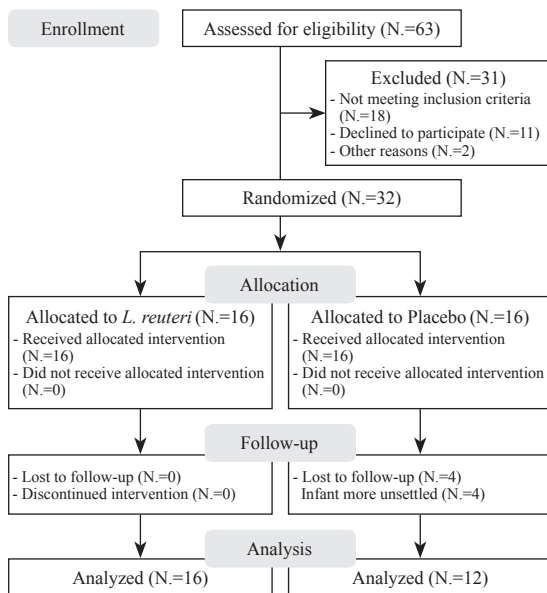 Enrollment
Assessed for eligibility (N.=63)
Excluded (N.=31)
- Not meeting inclusion criteria
(N.=18)
- Declined to participate (N.=11)
- Other reasons (N.=2)
Randomized (N.=32)
Allocation
Allocated to L. reuteri (N.=16)
- Received allocated intervention
(N.=16)
- Did not receive allocated intervention
(N.=0)
Allocated to Placebo (N.=16)
- Received allocated intervention
(N.=16)
- Did not receive allocated intervention
(N.=0)
Follow-up
- Lost to follow-up (N.=0)
- Discontinued intervention (N.=0)
- Lost to follow-up (N.=4)
Infant more unsettled (N.=4)
Analysis
Analyzed (N.=16)
Analyzed (N.=12)